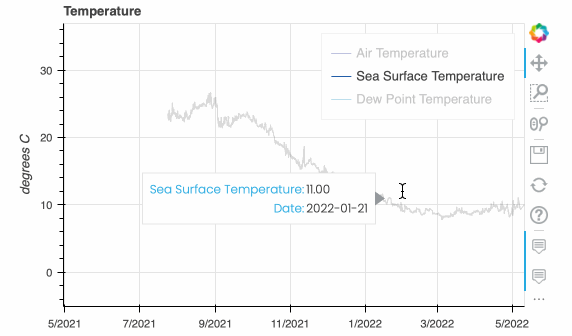 Temperature
Air Temperature
Sea Surface Temperature
Dew Point Temperature
degrees C
30
20
10
0
Sea Surface Temperature: 11.00
Date: 2022-01-21
5/2021 7/2021 9/2021 11/2021 1/2022 3/2022 5/2022